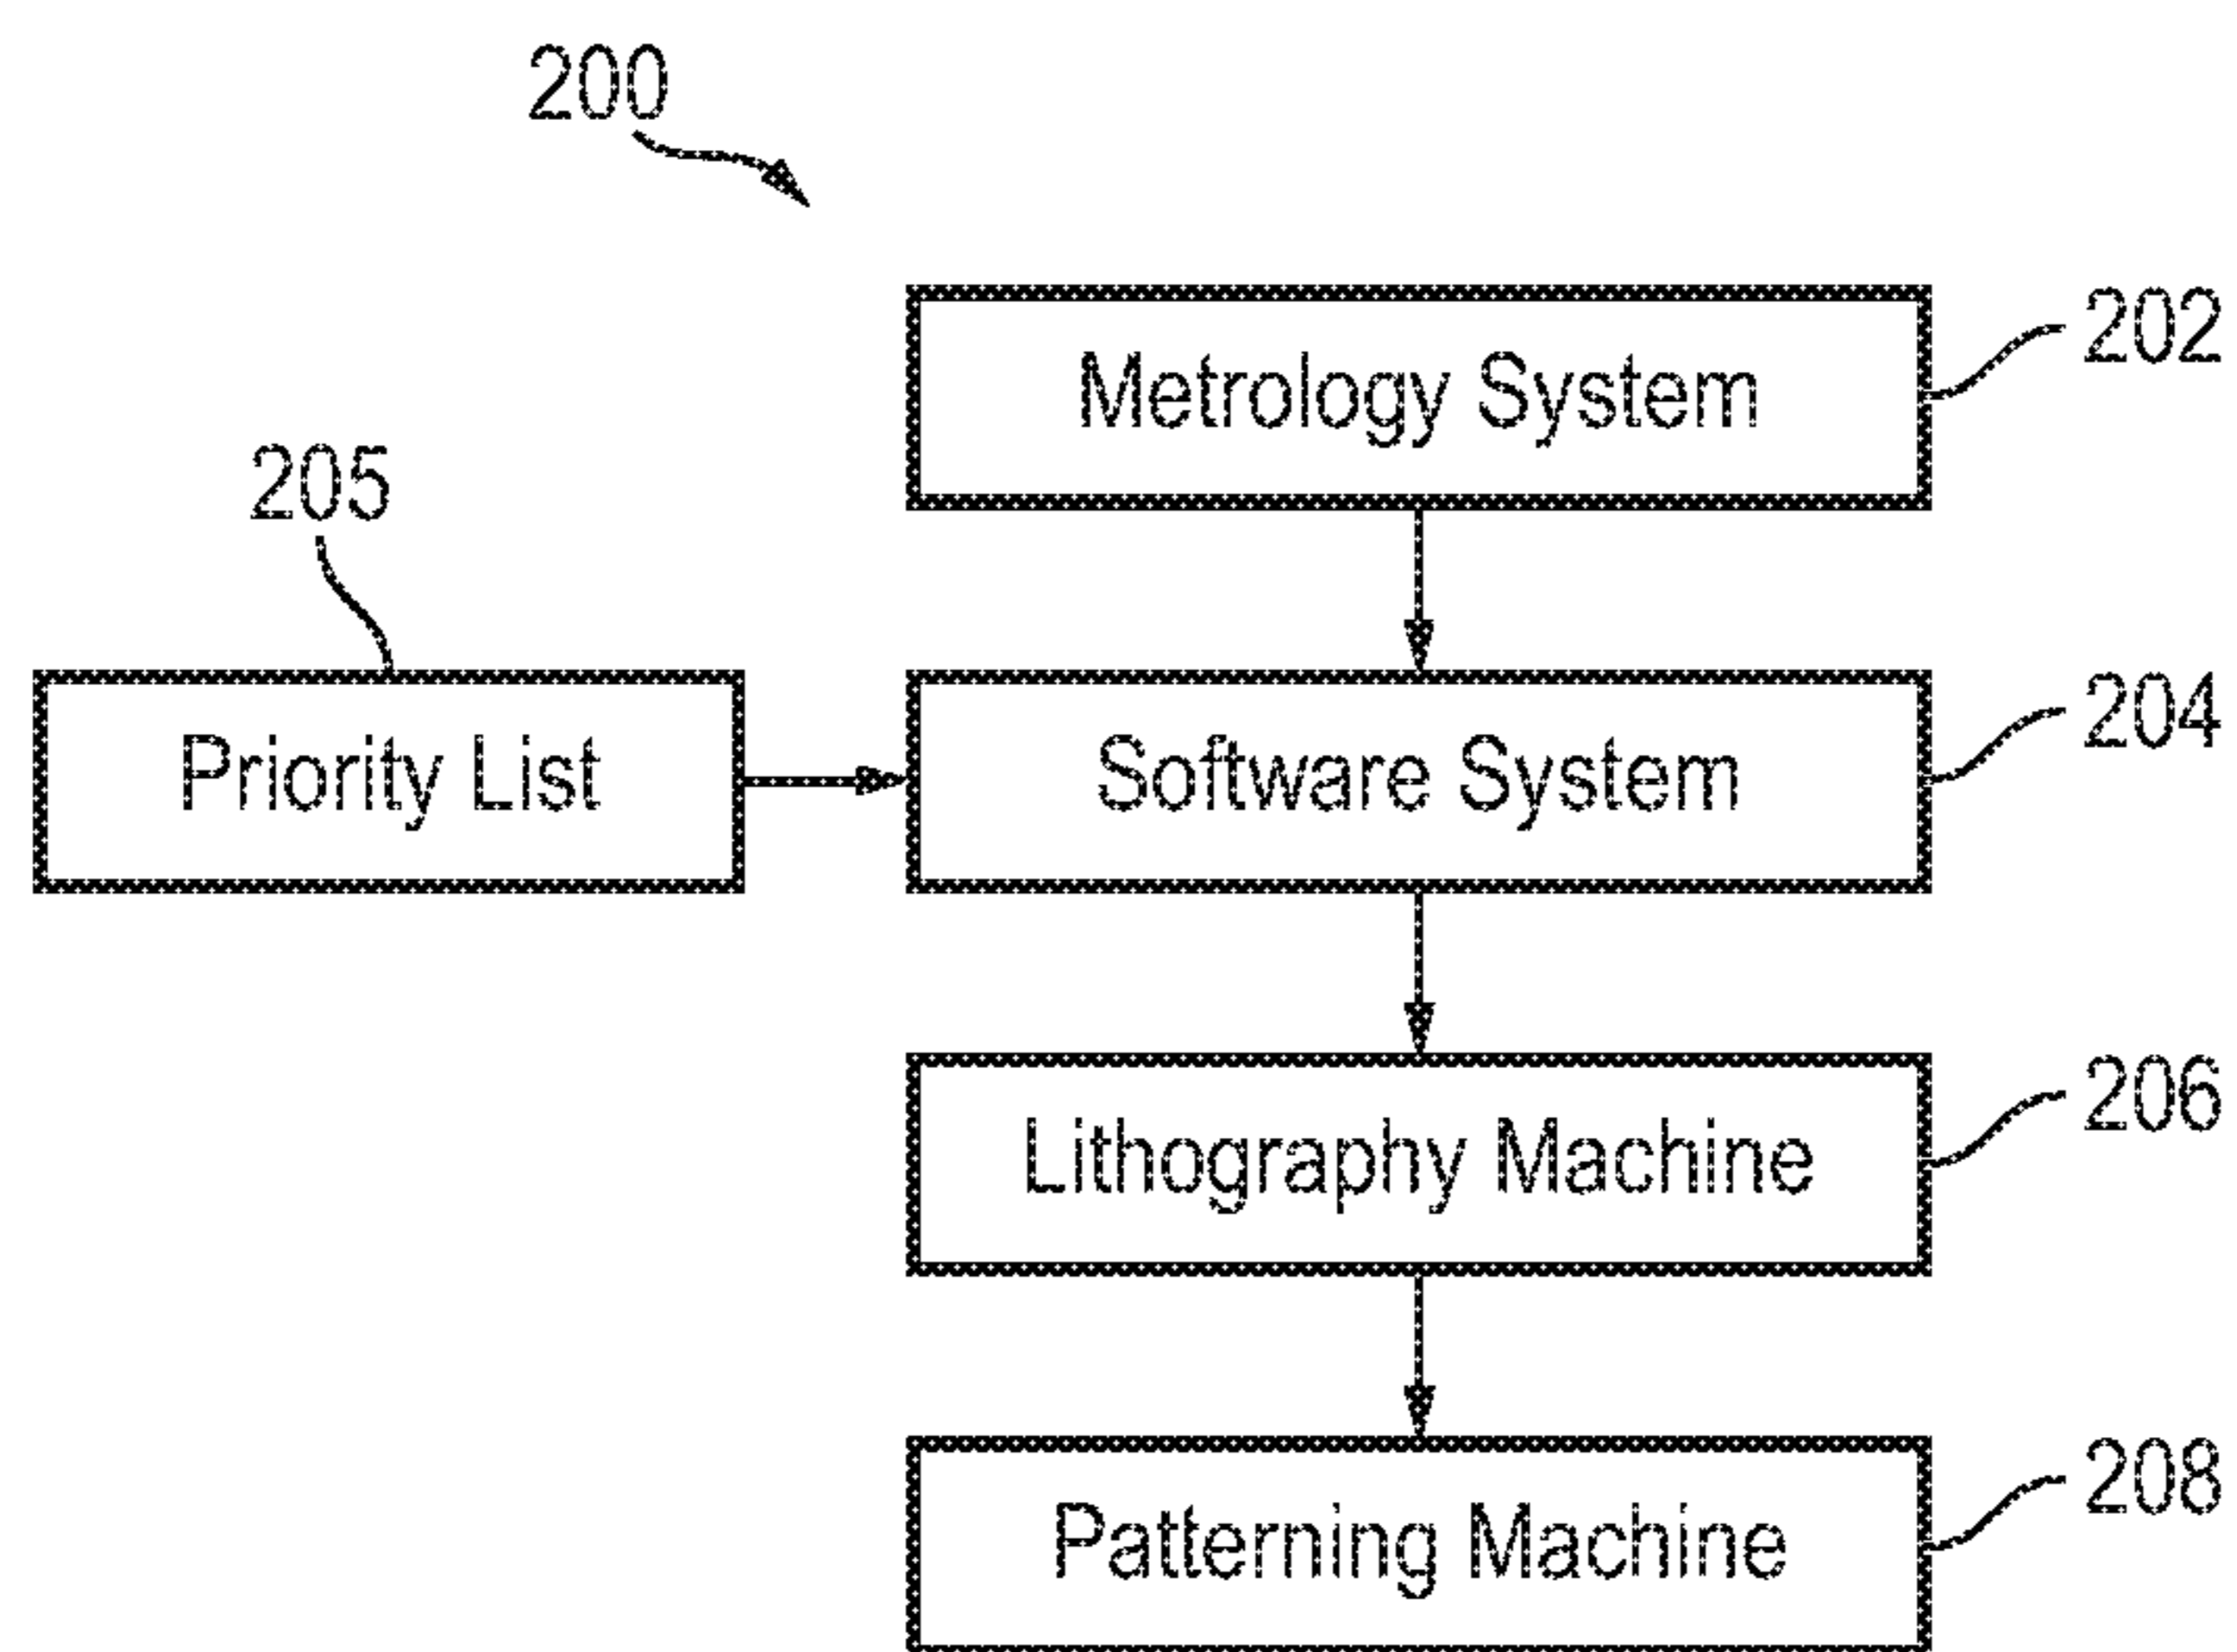 200
Metrology System
202
205
Priority List
Software System
204
Lithography Machine
206
Patterning Machine
208